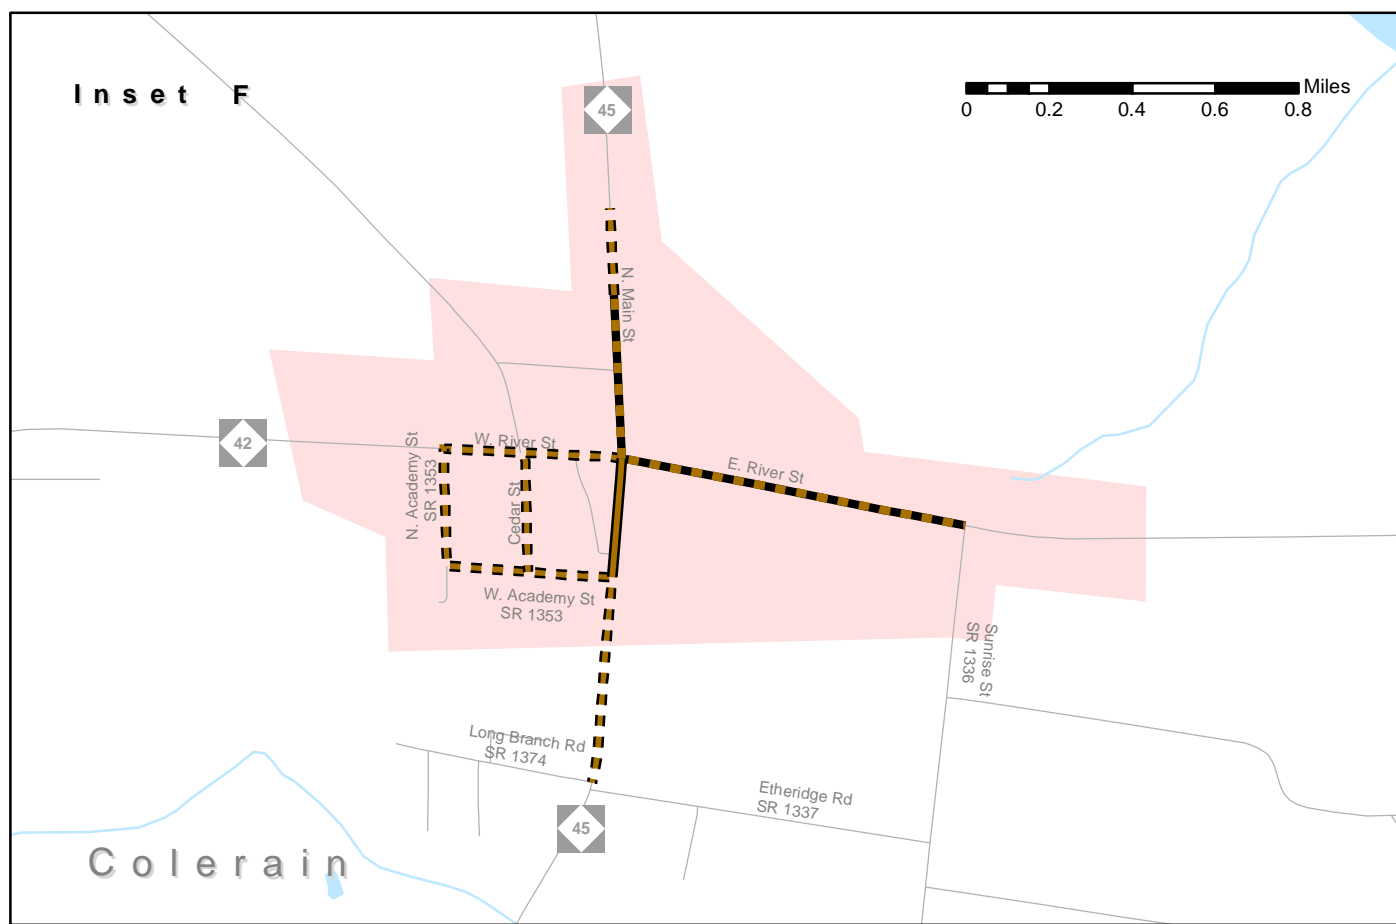 Inset F
45
Miles
0 0.2 0.4 0.6 0.8
N. Main St
42
W. River St
E. River St
N. Academy St
SR 1353
Cedar St
W. Academy St
SR 1353
Sunrise St
SR 1336
Long Branch Rd
SR 1374
Etheridge Rd
SR 1337
45
Colerain